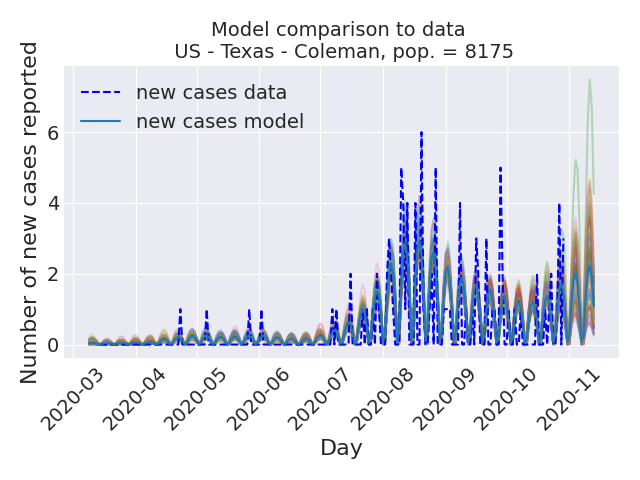 Model comparison to data
US - Texas - Coleman, pop. = 8175
Number of new cases reported
new cases data
new cases model
6
4
2
0
2020-03
2020-04
2020-05
2020-06
2020-07
2020-08
2020-09
2020-10
2020-11
Day